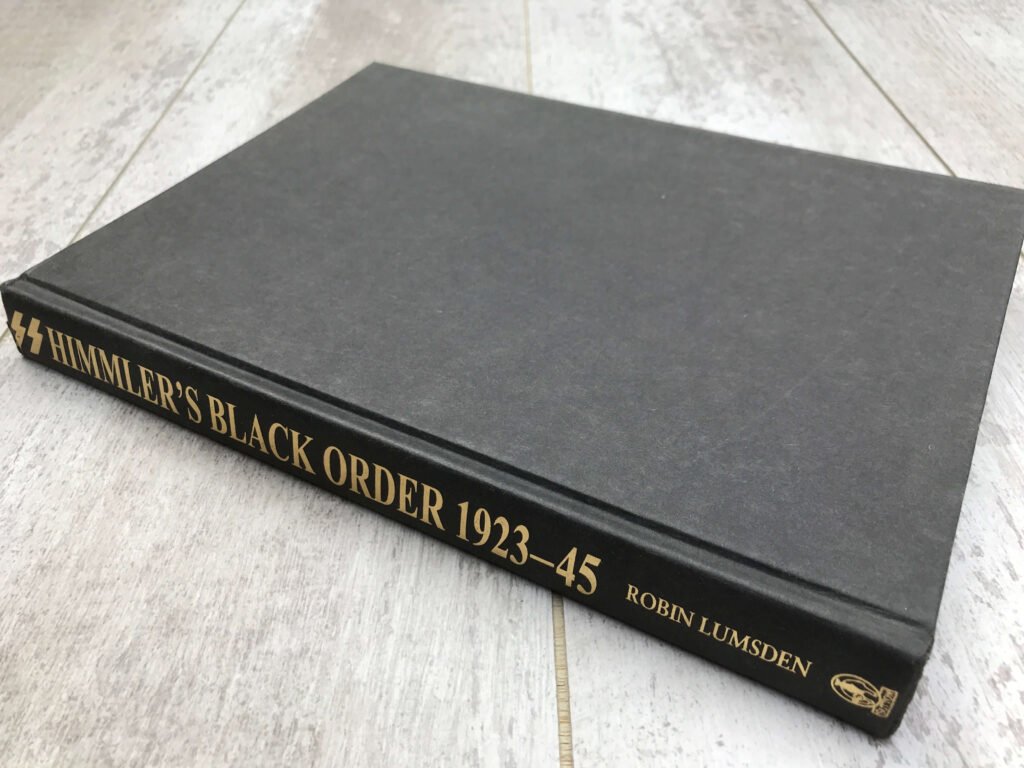 SS HIMMLER'S BLACK ORDER 1923–45 ROBIN LUMSDEN